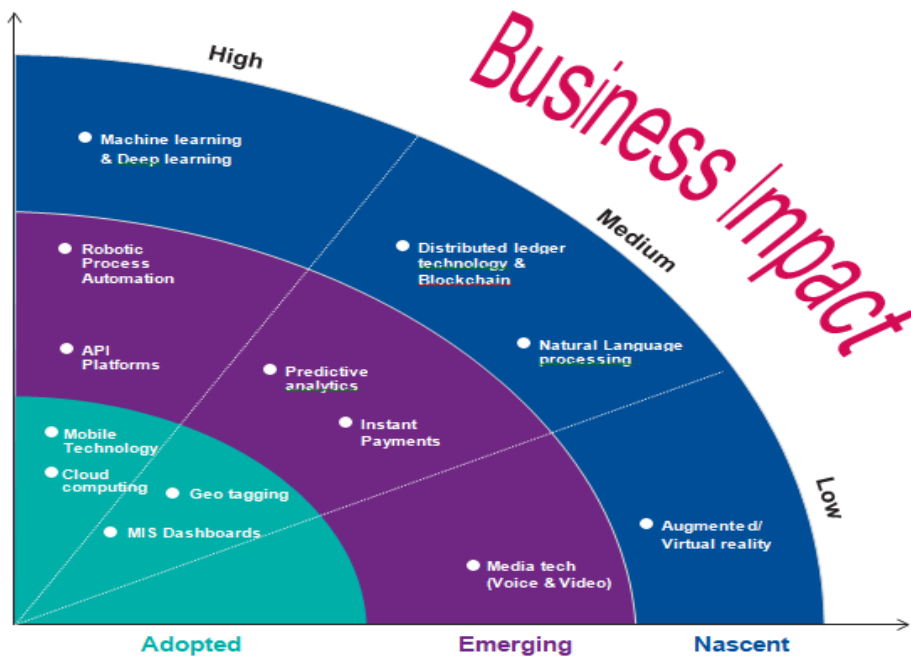 Business Impact
High
Medium
Low
Machine learning
& Deep learning
Distributed ledger
technology &
Blockchain
Natural Language
processing
Augmented/
Virtual reality
Robotic
Process
Automation
API
Platforms
Predictive
analytics
Instant
Payments
Media tech
(Voice & Video)
Mobile
Technology
Cloud
computing
Geo tagging
MIS Dashboards
Adopted
Emerging
Nascent